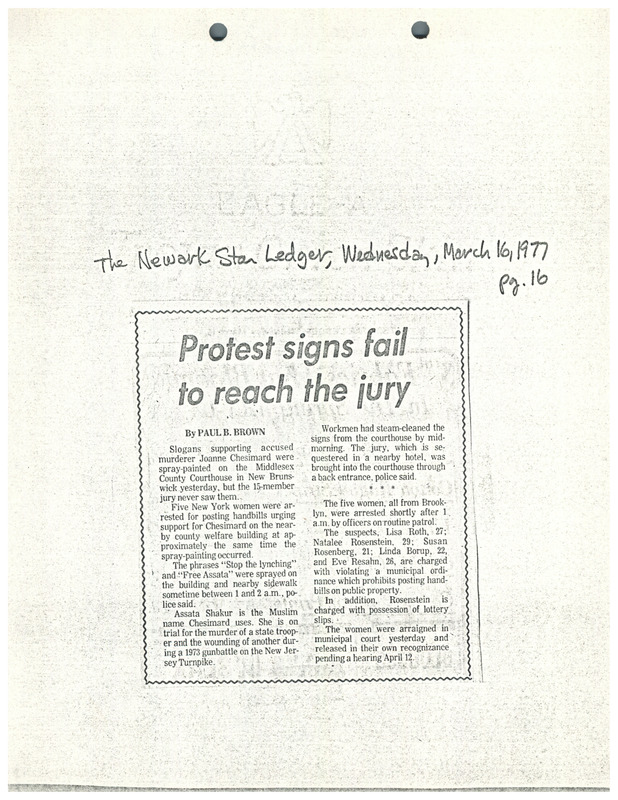 The Newark Star Ledger, Wednesday, March 16, 1977
pg. 16
Protest signs fail
to reach the jury
By PAUL B. BROWN
Slogans supporting accused
murderer Joanne Chesimard were
spray-painted on the Middlesex
County Courthouse in New Bruns-
wick yesterday, but the 15-member
jury never saw them.
Five New York women were ar-
rested for posting handbills urging
support for Chesimard on the near-
by county welfare building at ap-
proximately the same time the
spray-painting occurred.
The phrases "Stop the lynching"
and "Free Assata" were sprayed on
the building and nearby sidewalk
sometime between 1 and 2 a.m., po-
lice said.
Assata Shakur is the Muslim
name Chesimard uses. She is on
trial for the murder of a state troop-
er and the wounding of another dur-
ing a 1973 gunbattle on the New Jer-
sey Turnpike.
Workmen had steam-cleaned the
signs from the courthouse by mid-
morning. The jury, which is se-
questered in a nearby hotel, was
brought into the courthouse through
a back entrance, police said.
* * *
The five women, all from Brook-
lyn, were arrested shortly after 1
a.m. by officers on routine patrol.
The suspects, Lisa Roth, 27;
Natalee Rosenstein, 29; Susan
Rosenberg, 21; Linda Borup, 22,
and Eve Resahn, 26, are charged
with violating a municipal ordi-
nance which prohibits posting hand-
bills on public property.
In addition, Rosenstein is
charged with possession of lottery
slips.
The women were arraigned in
municipal court yesterday and
released in their own recognizance
pending a hearing April 12.